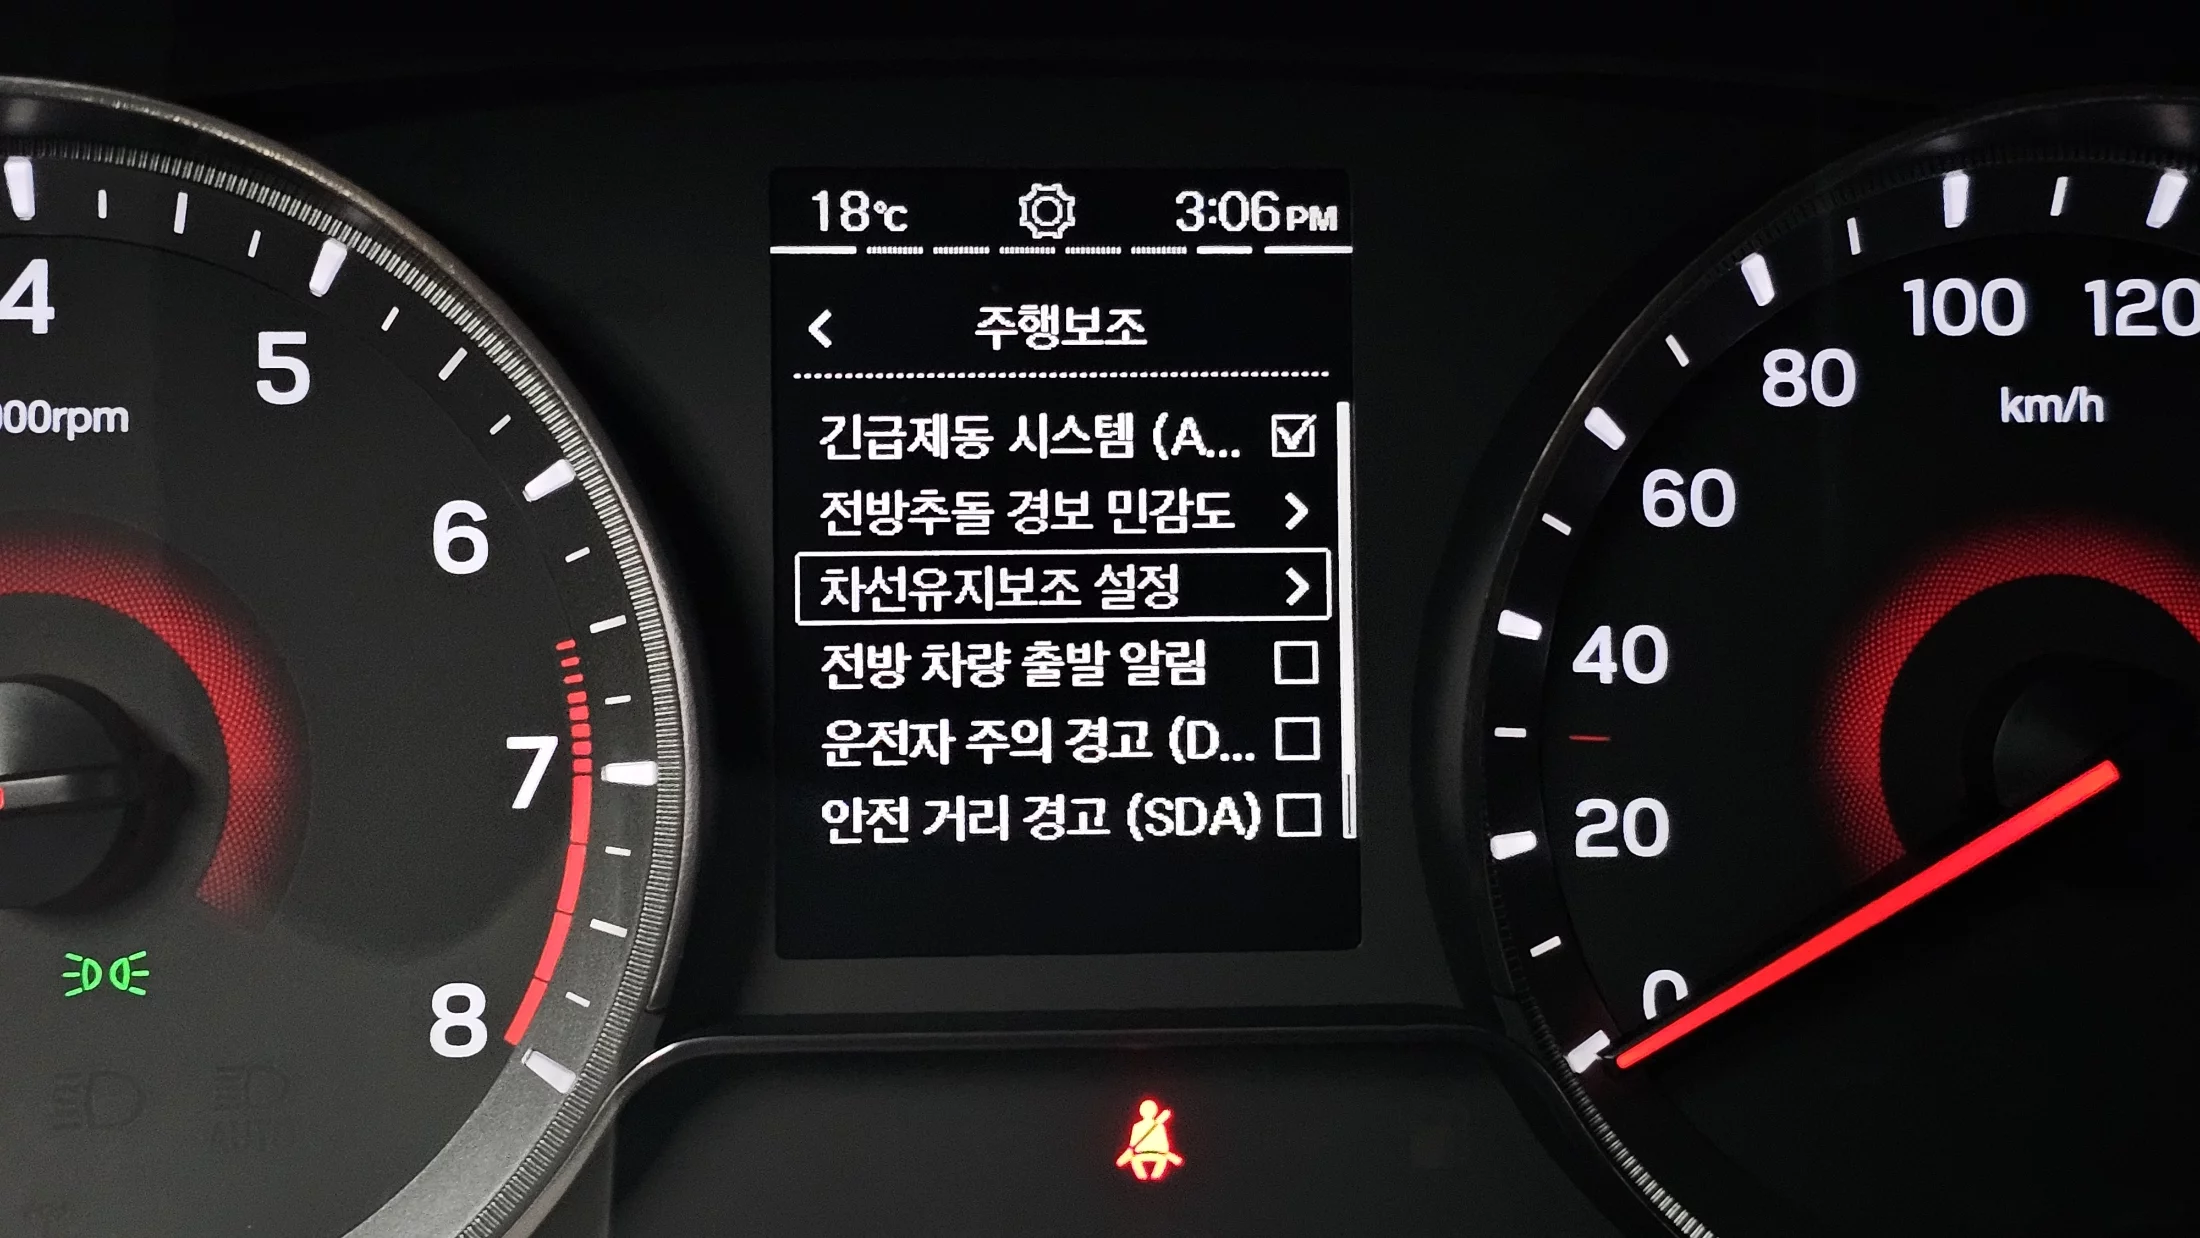 18℃
3:06PM
주행보조
긴급제동 시스템 (A...
전방추돌 경보 민감도
차선유지보조 설정
전방 차량 출발 알림
운전자 주의 경고 (D...
안전 거리 경고 (SDA)
4
5
6
7
8
00rpm
0
20
40
60
80
100
120
km/h
AUTO